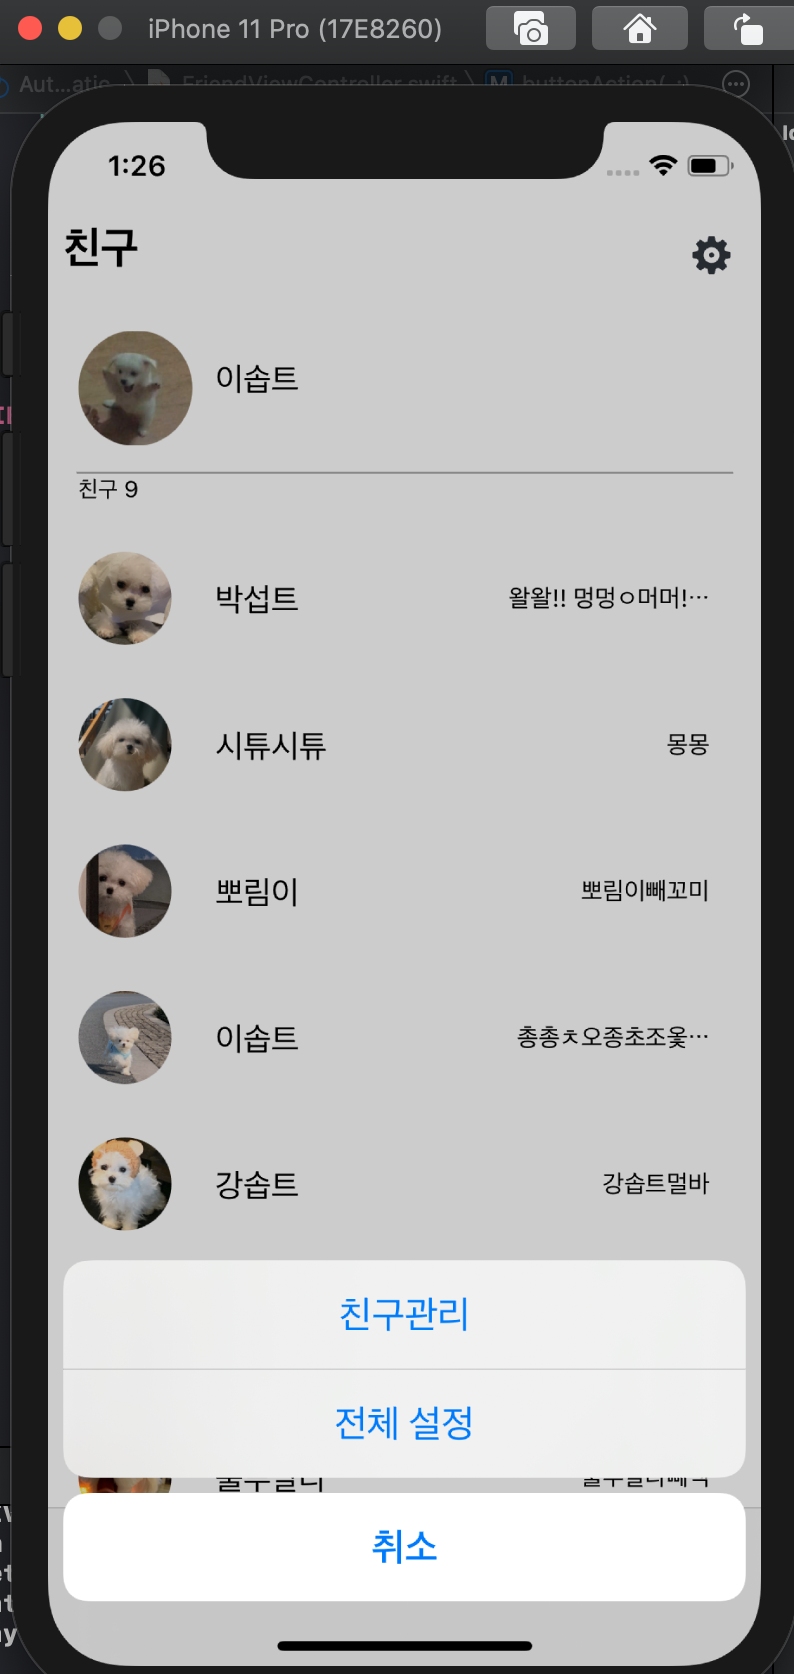 iPhone 11 Pro (17E8260)
Aut...atic FriendViewController.swift M buttonAction(_:)
1:26
친구
이솝트
친구 9
박섭트 왈왈!! 멍멍ㅇ머머!…
시튜시튜 몽몽
뽀림이 뽀림이빼꼬미
이솝트 총총ㅊ오종초조옻…
강솝트 강솝트멀바
친구관리
전체 설정
취소